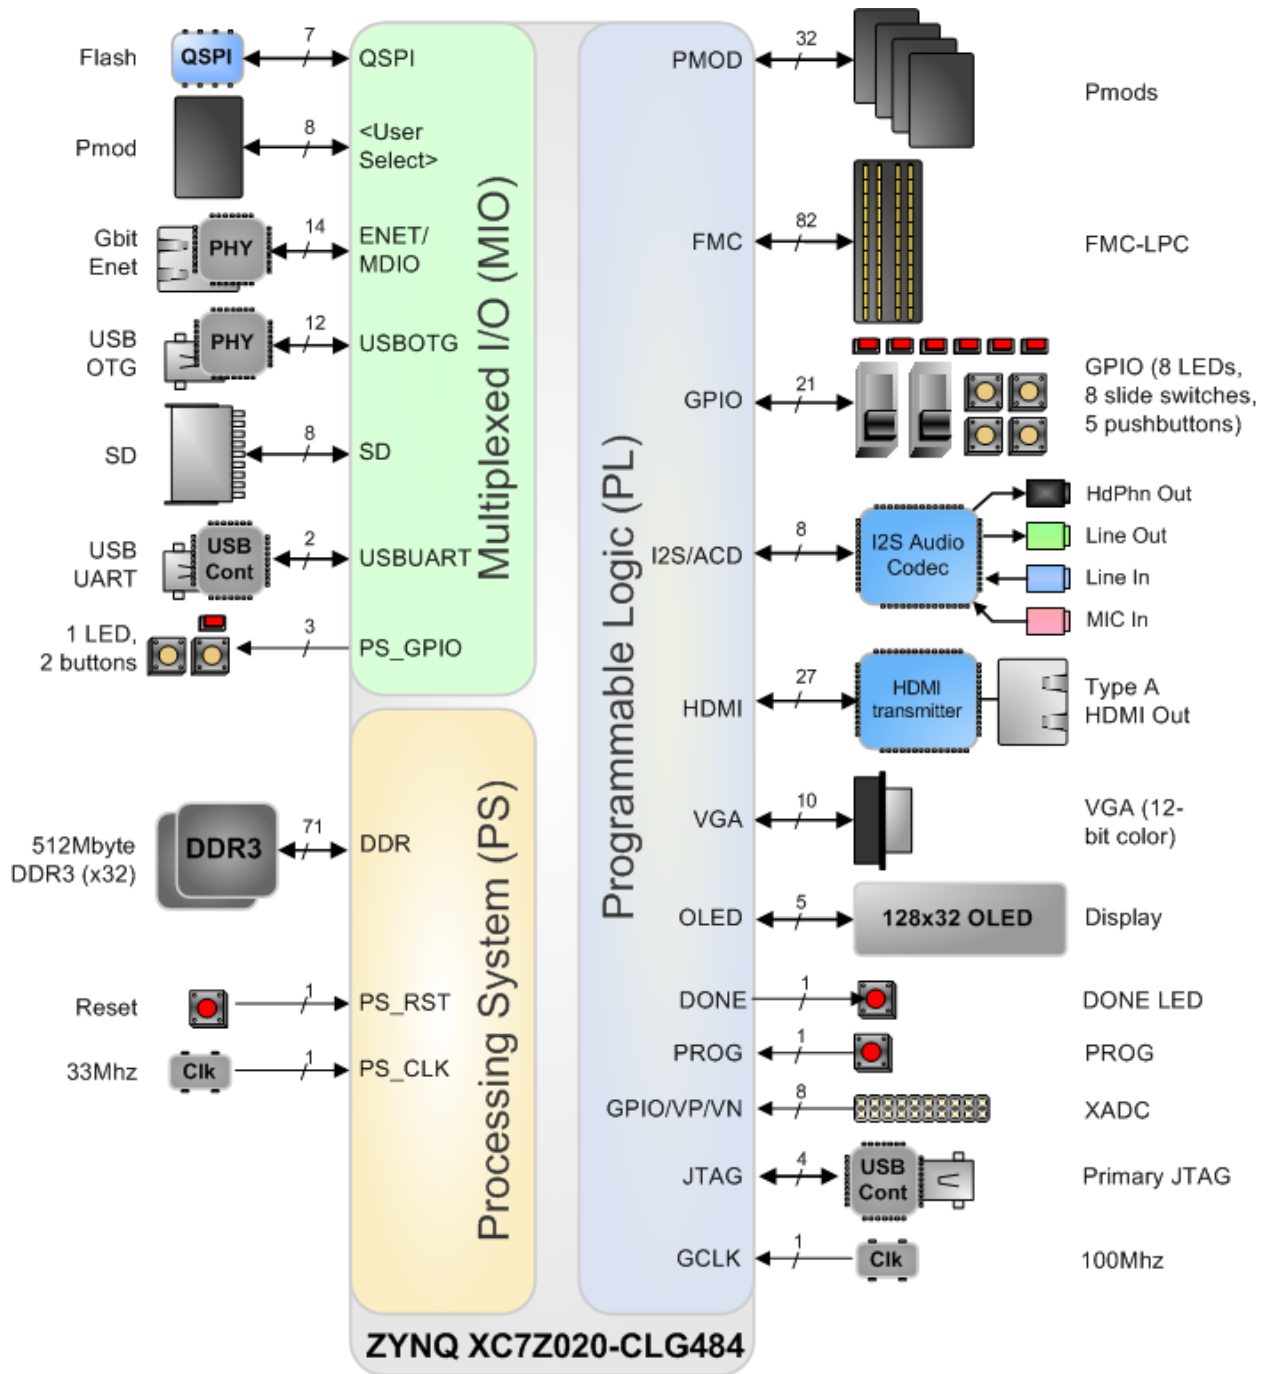 Flash
QSPI
7
QSPI
Pmod
8
<User
Select>
Gbit
Enet
PHY
14
ENET/
MDIO
USB
OTG
PHY
12
USBOTG
SD
8
SD
USB
UART
USB
Cont
2
USBUART
1 LED,
2 buttons
3
PS_GPIO
Multiplexed I/O (MIO)
512Mbyte
DDR3 (x32)
DDR3
71
DDR
Reset
1
PS_RST
33Mhz
Clk
1
PS_CLK
Processing System (PS)
Programmable Logic (PL)
PMOD
32
Pmods
FMC
82
FMC-LPC
GPIO
21
GPIO (8 LEDs,
8 slide switches,
5 pushbuttons)
I2S/ACD
8
I2S Audio
Codec
HdPhn Out
Line Out
Line In
MIC In
HDMI
27
HDMI
transmitter
Type A
HDMI Out
VGA
10
VGA (12-
bit color)
OLED
5
128x32 OLED
Display
DONE
1
DONE LED
PROG
1
PROG
GPIO/VP/VN
8
XADC
JTAG
4
USB
Cont
Primary JTAG
GCLK
1
Clk
100Mhz
ZYNQ XC7Z020-CLG484